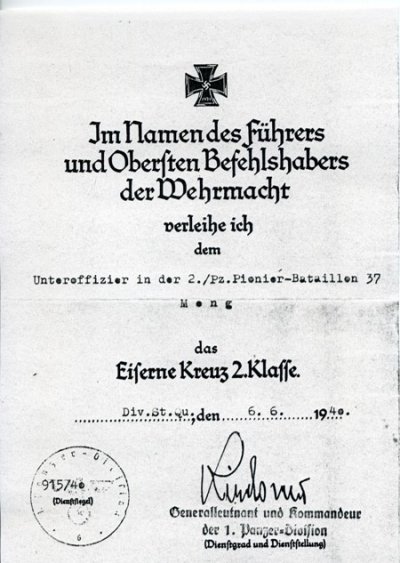 Im Namen des Führers
und Obersten Befehlshabers
der Wehrmacht
verleihe ich
dem
Unteroffizier in der 2./Pz.Pionier-Bataillon 37
M e n g
das
Eiserne Kreuz 2.Klasse.
Div.St.Qu.,den 6. 6. 1940.
915740
(Dienstsiegel)
6
Generalleutnant und Kommandeur
der 1. Panzer-Division
(Dienstgrad und Dienststellung)